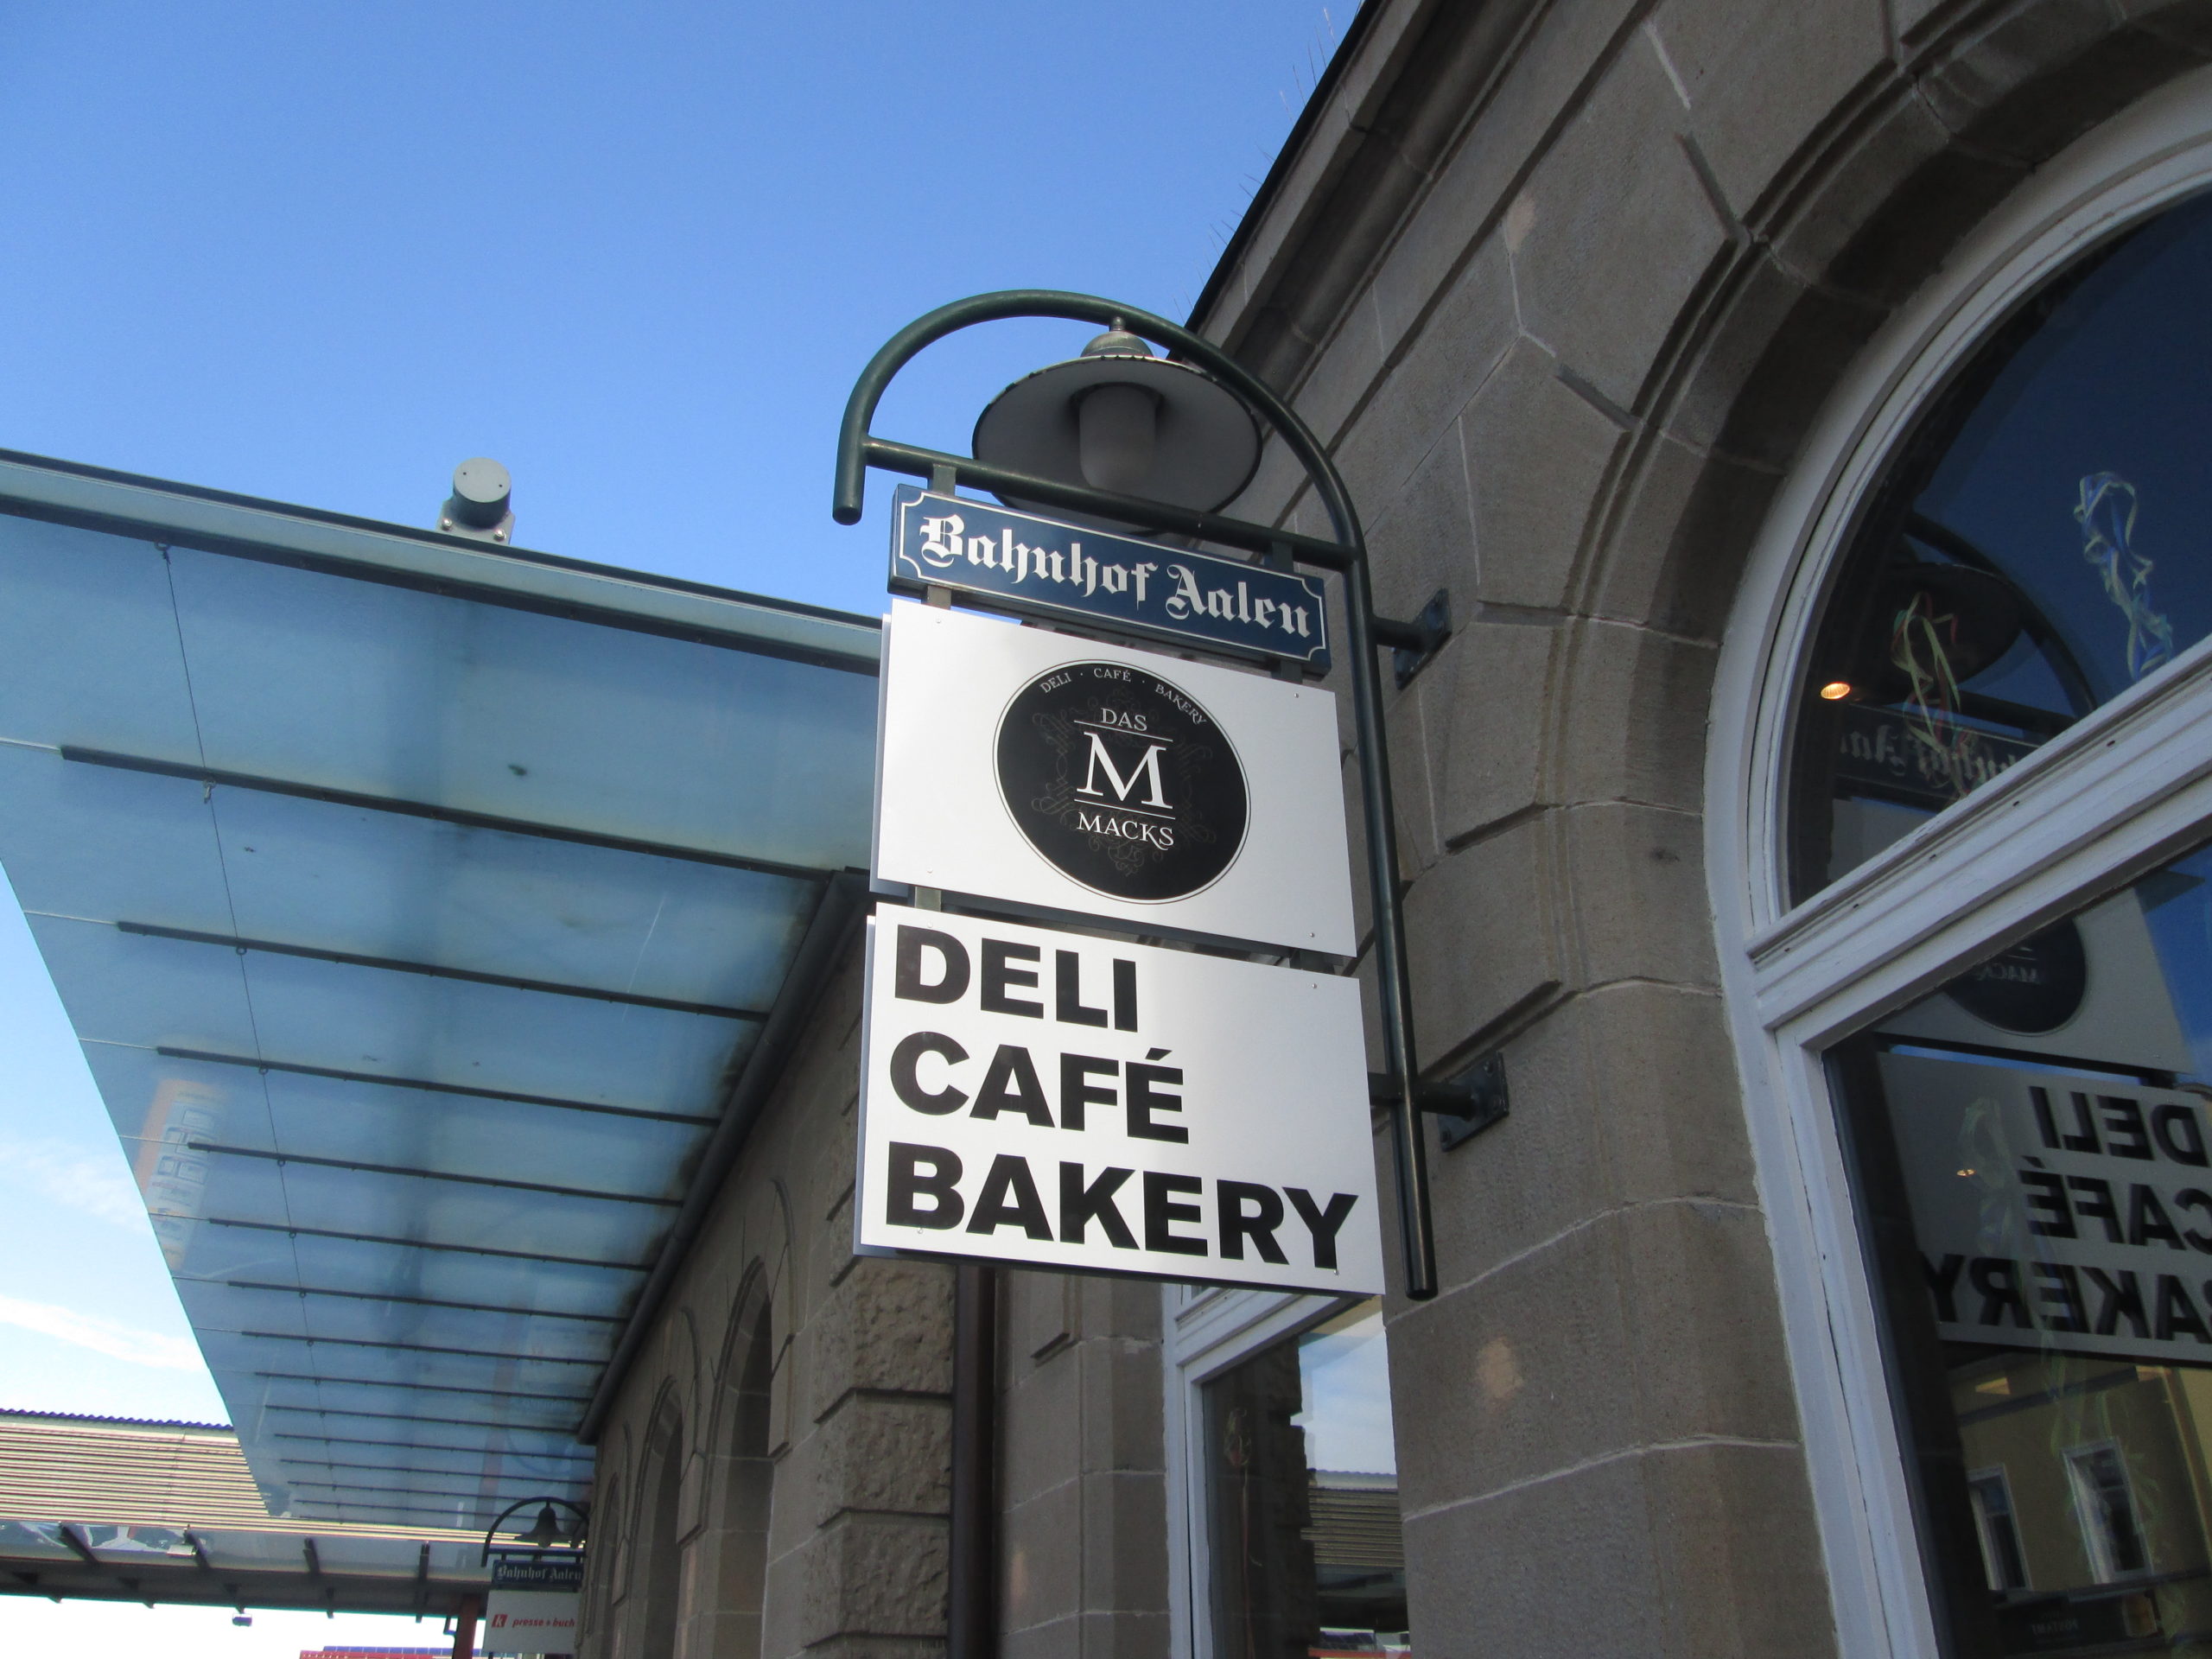 Bahnhof Aalen
DELI · CAFÉ · BAKERY
DAS
M
MACKS
DELI
CAFÉ
BAKERY
Bahnhof Aalen
k presse + buch